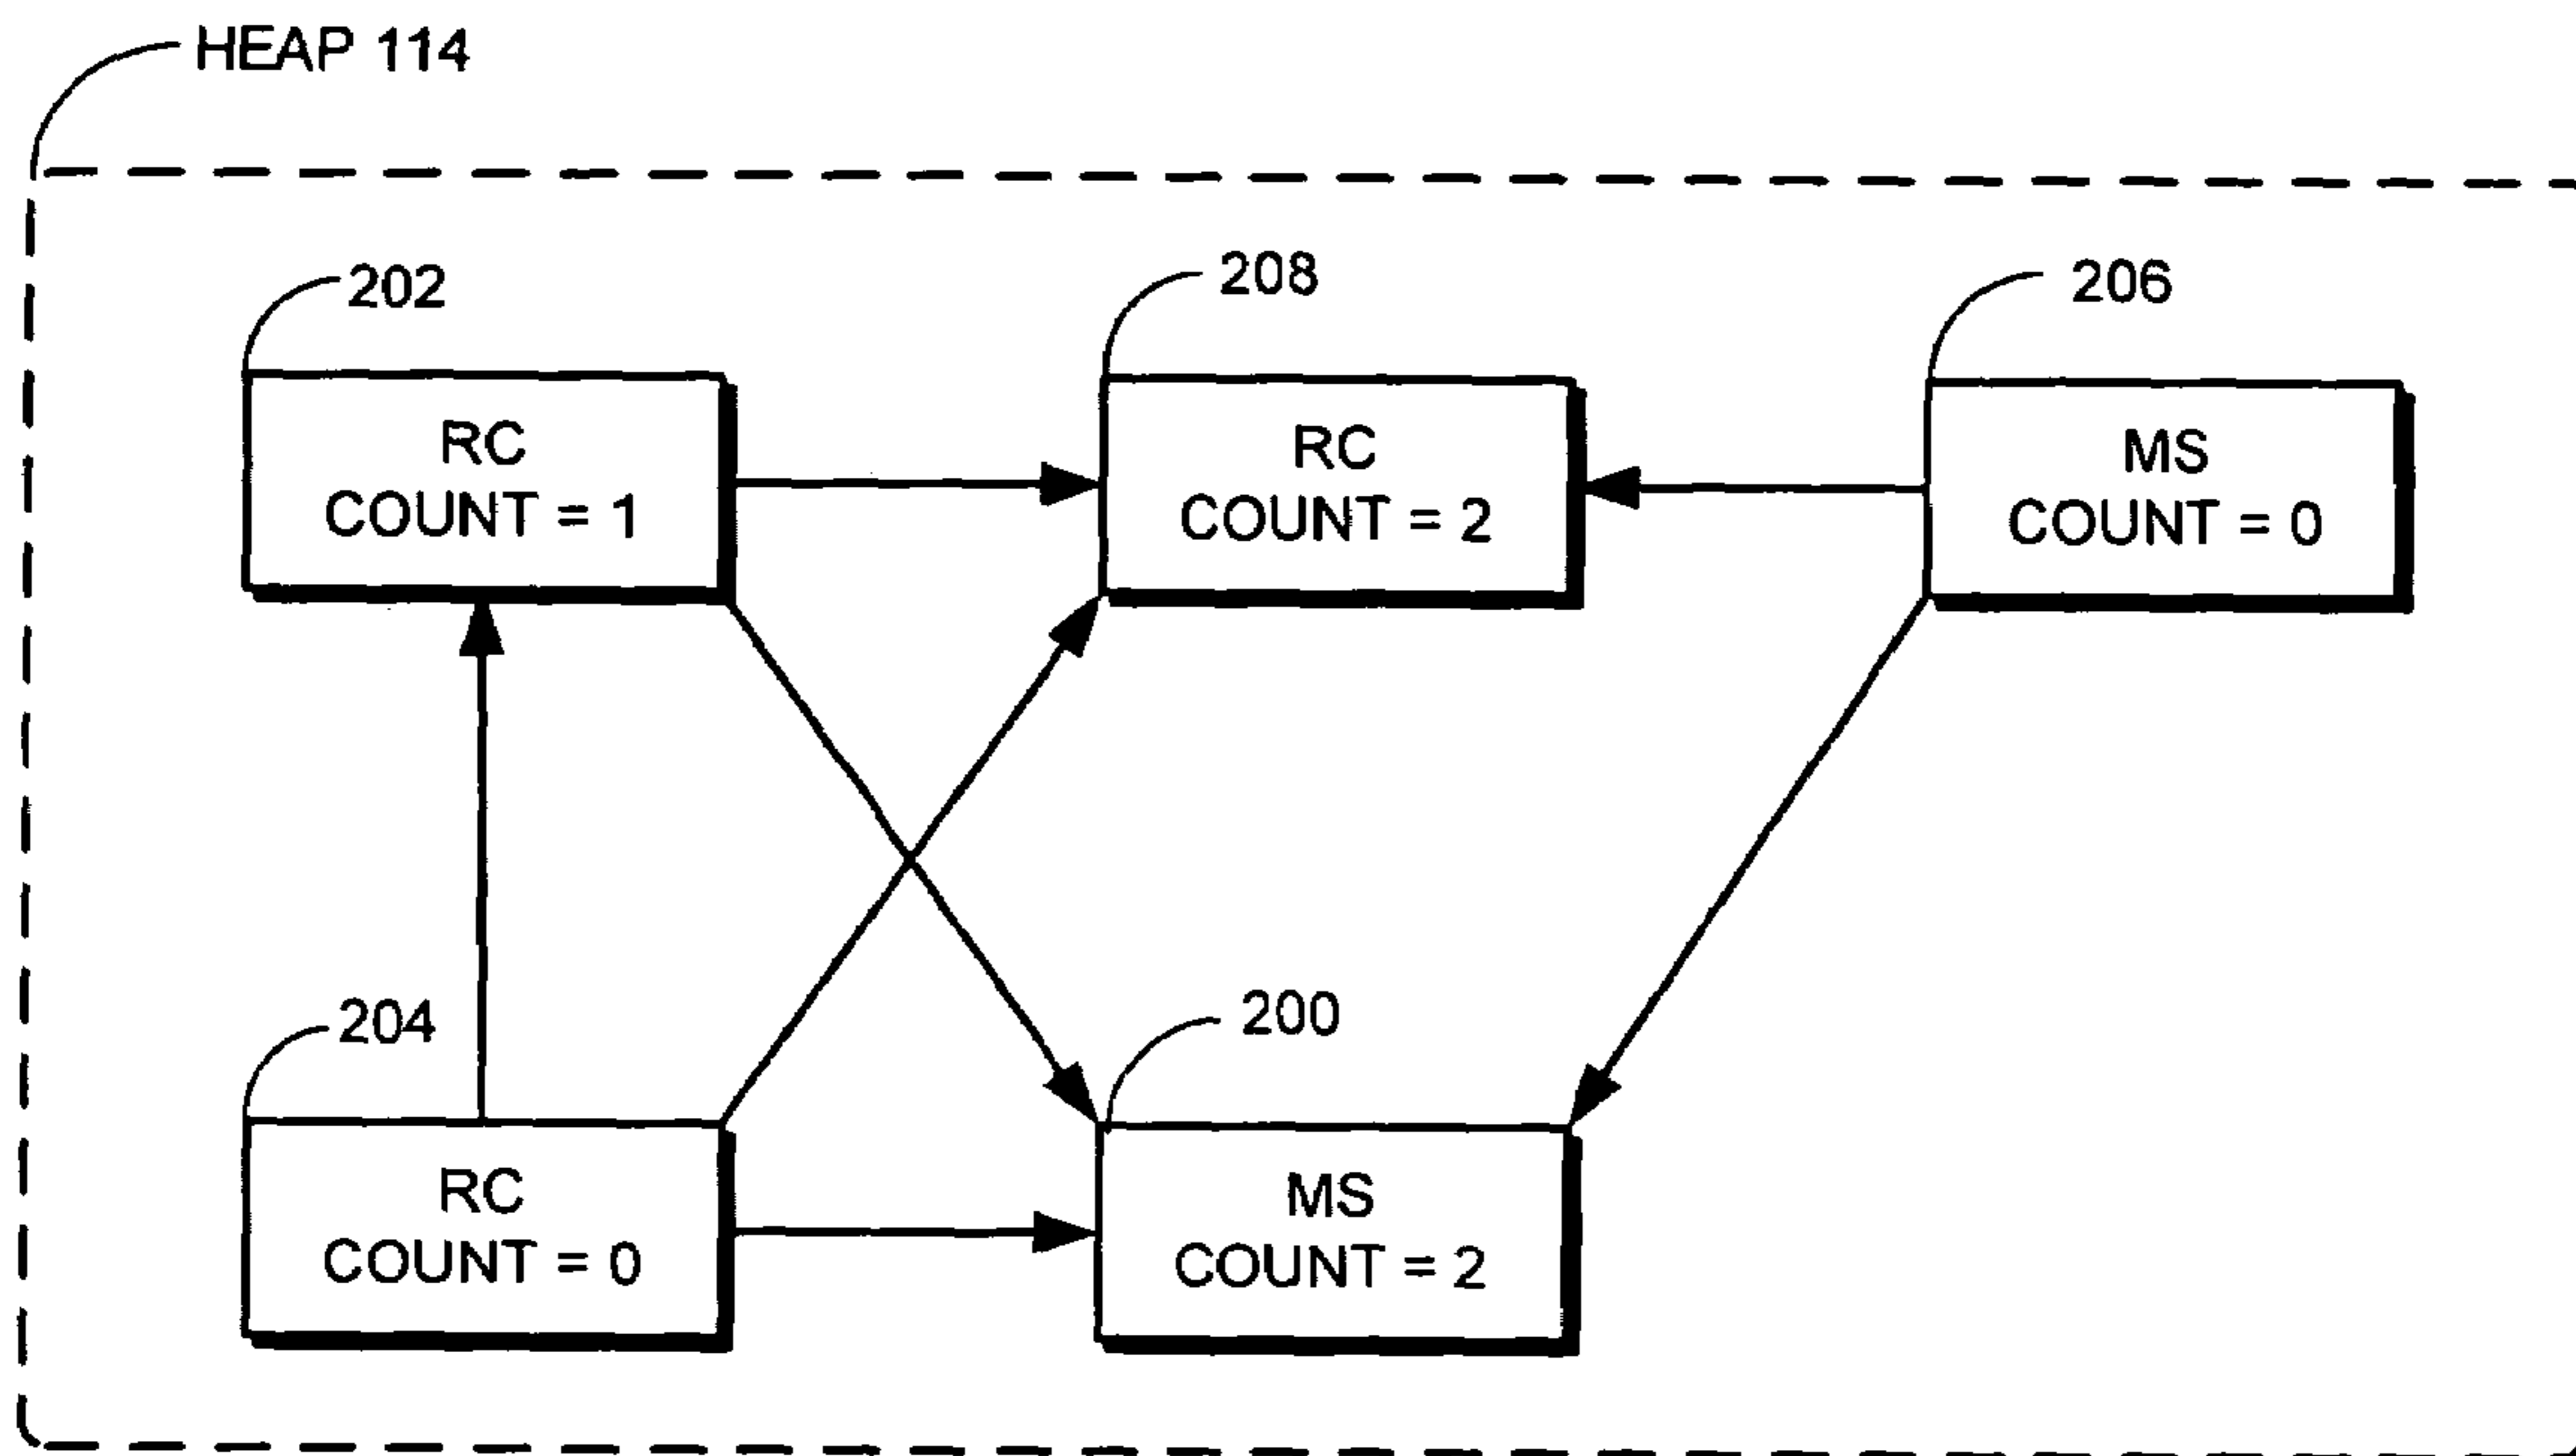 HEAP 114
202
RC
COUNT = 1
208
RC
COUNT = 2
206
MS
COUNT = 0
204
RC
COUNT = 0
200
MS
COUNT = 2